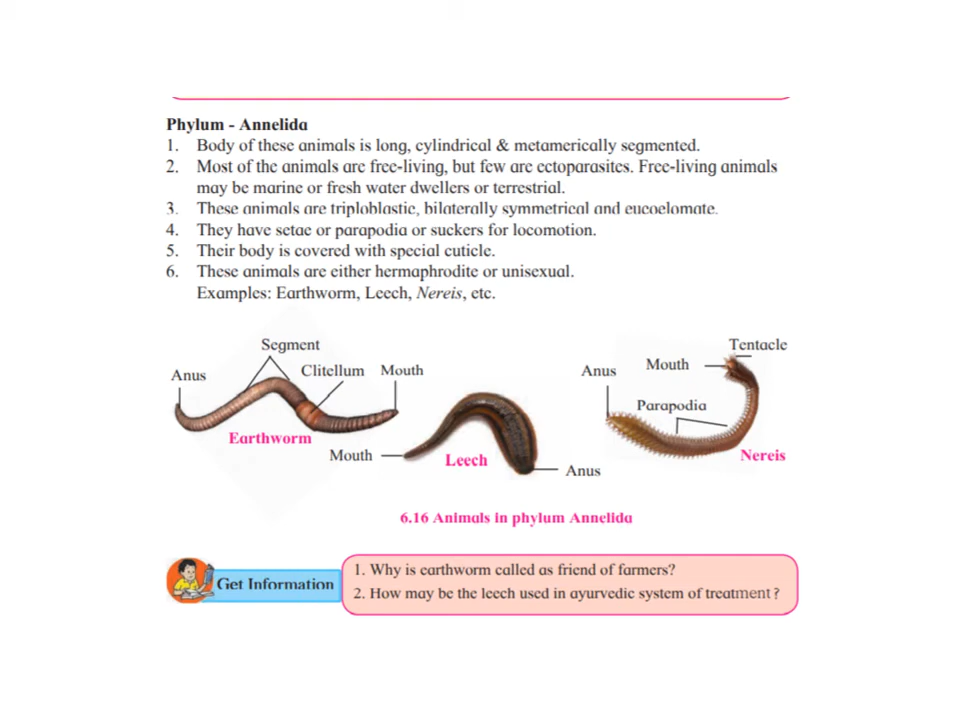 Phylum - Annelida
1. Body of these animals is long, cylindrical & metamerically segmented.
2. Most of the animals are free-living, but few are ectoparasites. Free-living animals
may be marine or fresh water dwellers or terrestrial.
3. These animals are triploblastic, bilaterally symmetrical and eucoelomate.
4. They have setae or parapodia or suckers for locomotion.
5. Their body is covered with special cuticle.
6. These animals are either hermaphrodite or unisexual.
Examples: Earthworm, Leech, Nereis, etc.
Segment
Anus
Clitellum
Mouth
Earthworm
Mouth
Leech
Anus
Tentacle
Mouth
Anus
Parapodia
Nereis
6.16 Animals in phylum Annelida
Get Information
1. Why is earthworm called as friend of farmers?
2. How may be the leech used in ayurvedic system of treatment ?